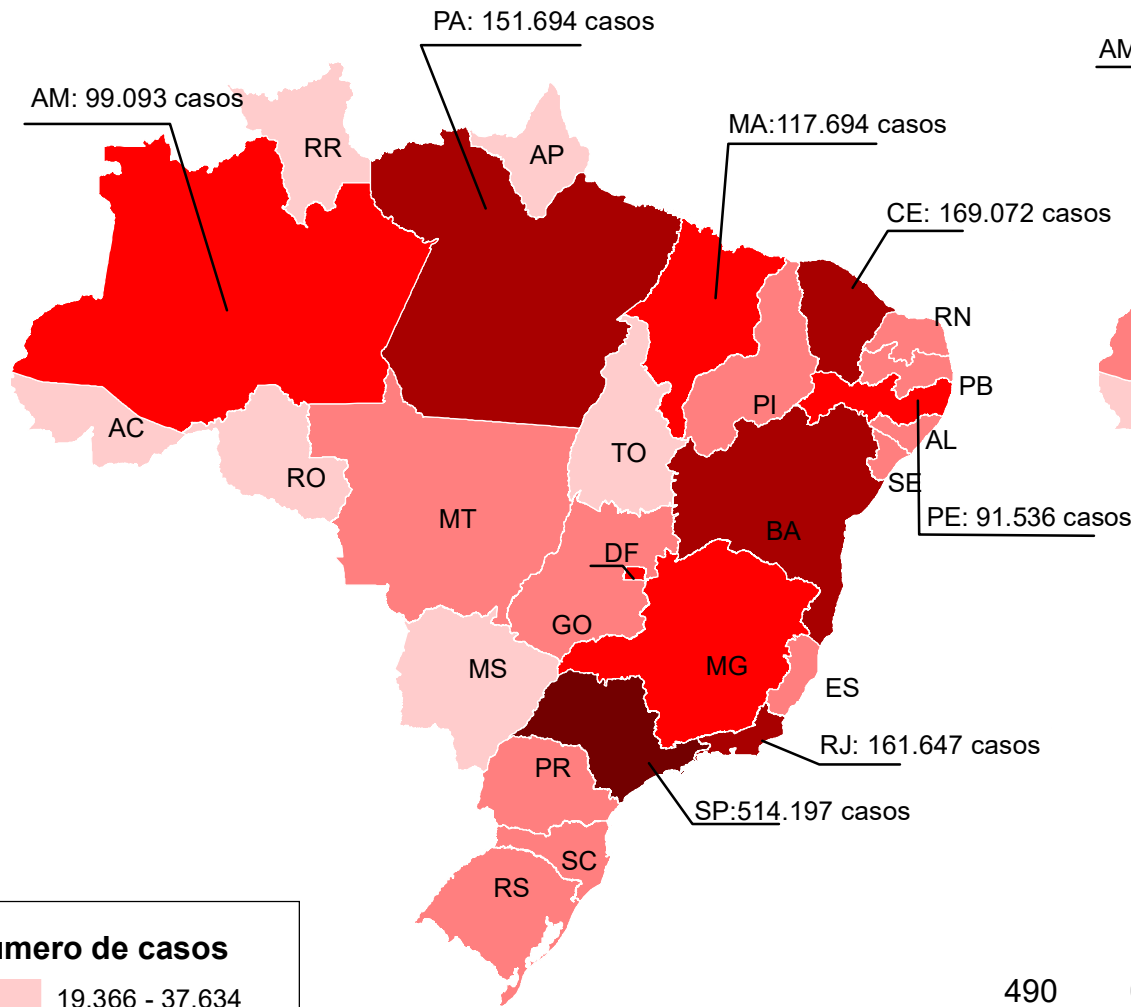 PA: 151.694 casos
AM
AM: 99.093 casos
MA:117.694 casos
RR
AP
CE: 169.072 casos
RN
PB
PI
AC
AL
TO
RO
SE
MT
PE: 91.536 casos
BA
DF
GO
MS
MG
ES
RJ: 161.647 casos
PR
SP:514.197 casos
SC
RS
úmero de casos
19.366 - 37.634
490